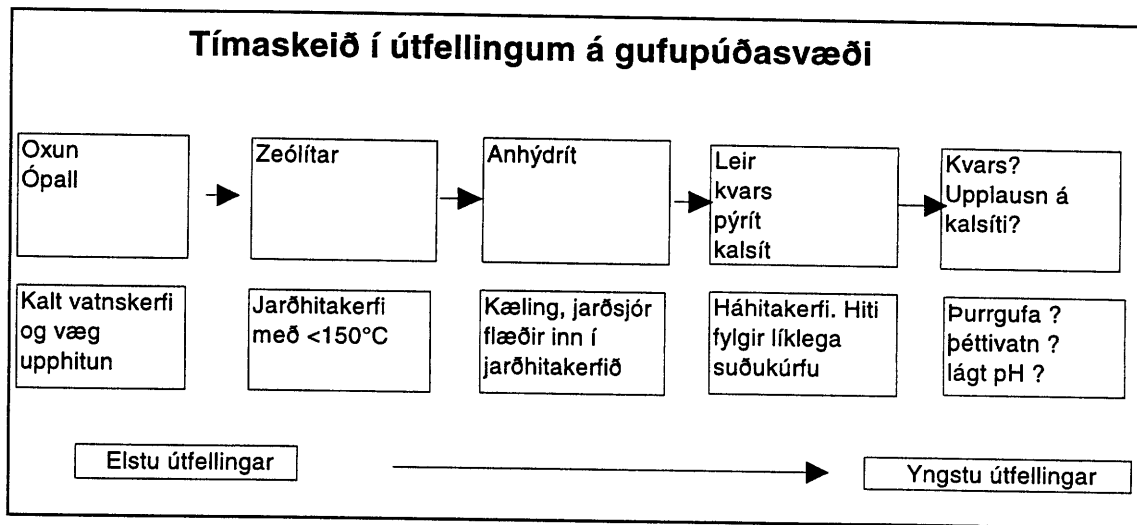 Tímaskeið í útfellingum á gufupúðasvæði
Oxun
Ópall
Zeólítar
Anhýdrít
Leir
kvars
pýrít
kalsít
Kvars?
Upplausn á
kalsíti?
Kalt vatnskerfi
og væg
upphitun
Jarðhitakerfi
með <150°C
Kæling, jarðsjór
flæðir inn í
jarðhitakerfið
Háhitakerfi. Hiti
fylgir líklega
suðukúrfu
Þurrgufa ?
þéttivatn ?
lágt pH ?
Elstu útfellingar
Yngstu útfellingar